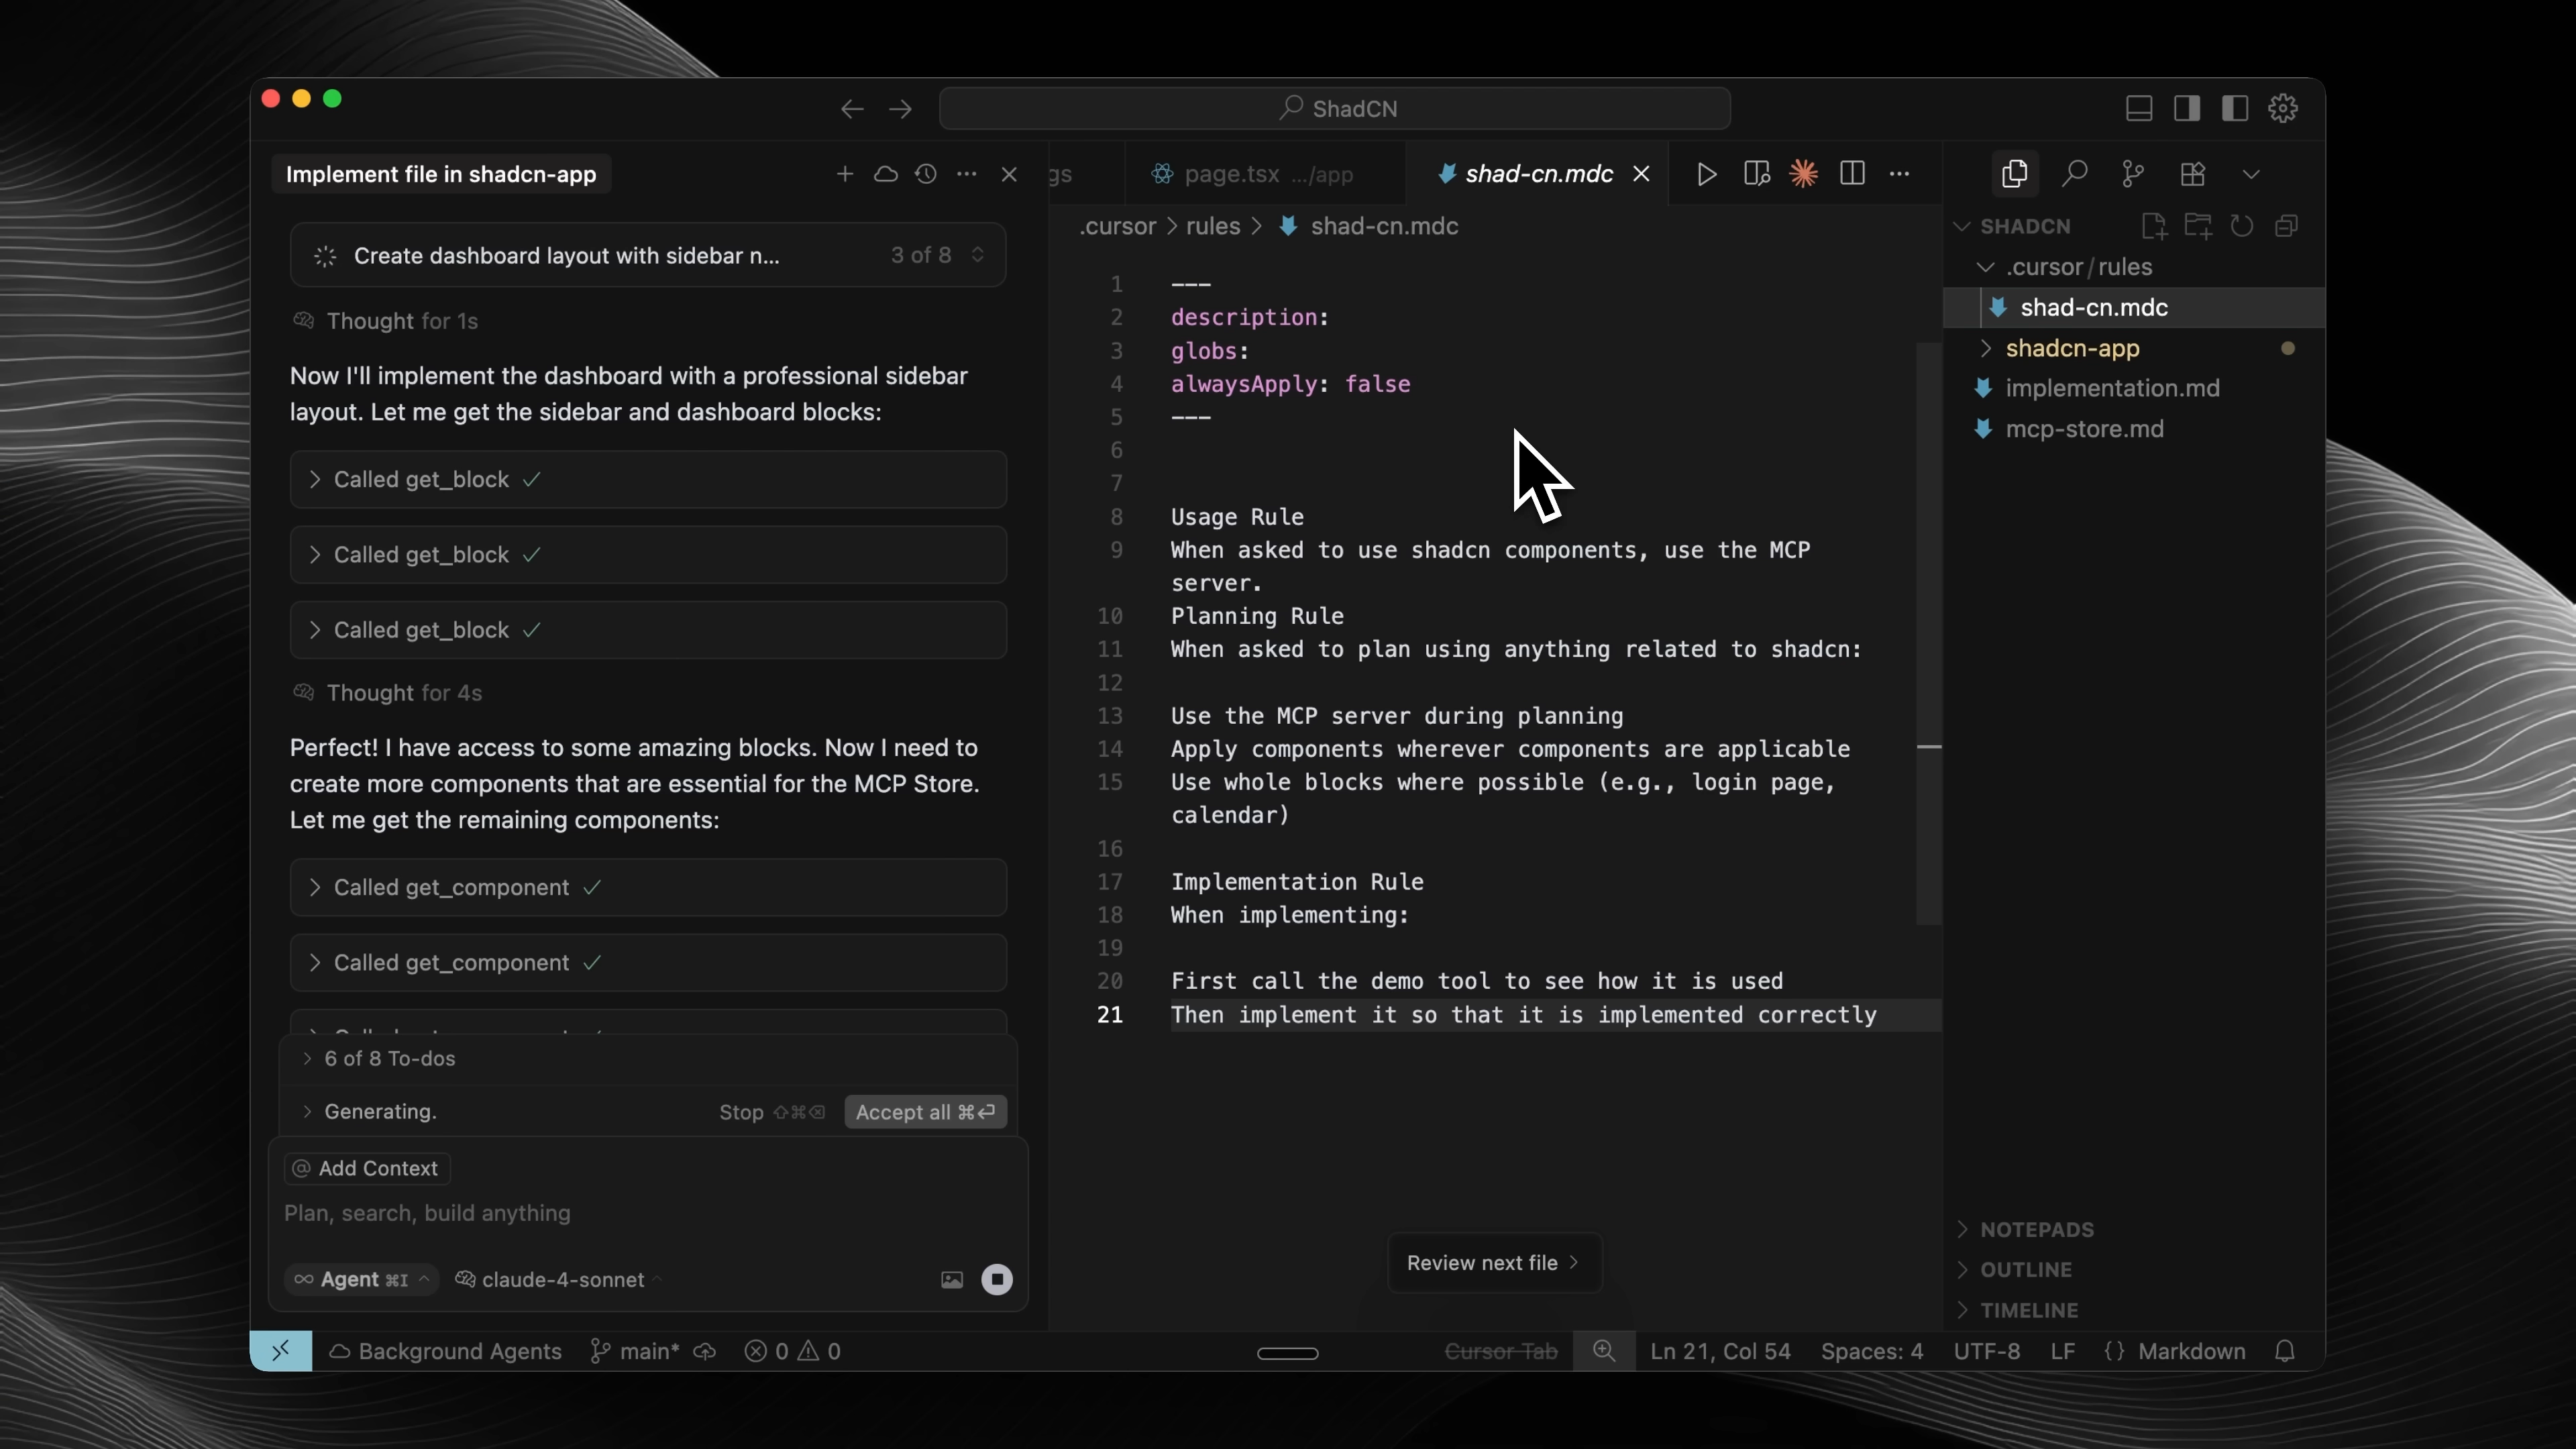 ShadCN
Implement file in shadcn-app
Create dashboard layout with sidebar n... 3 of 8
Thought for 1s
Now I'll implement the dashboard with a professional sidebar
layout. Let me get the sidebar and dashboard blocks:
Called get_block
Called get_block
Called get_block
Thought for 4s
Perfect! I have access to some amazing blocks. Now I need to
create more components that are essential for the MCP Store.
Let me get the remaining components:
Called get_component
Called get_component
6 of 8 To-dos
Generating. Stop ⇧⌘⌫ Accept all ⌘⏎
@ Add Context
Plan, search, build anything
∞ Agent ⌘I claude-4-sonnet
gs page.tsx .../app shad-cn.mdc
.cursor > rules > shad-cn.mdc
1 ---
2 description:
3 globs:
4 alwaysApply: false
5 ---
6
7
8 Usage Rule
9 When asked to use shadcn components, use the MCP
server.
10 Planning Rule
11 When asked to plan using anything related to shadcn:
12
13 Use the MCP server during planning
14 Apply components wherever components are applicable
15 Use whole blocks where possible (e.g., login page,
calendar)
16
17 Implementation Rule
18 When implementing:
19
20 First call the demo tool to see how it is used
21 Then implement it so that it is implemented correctly
Review next file >
SHADCN
.cursor/rules
shad-cn.mdc
shadcn-app
implementation.md
mcp-store.md
NOTEPADS
OUTLINE
TIMELINE
Background Agents main* 0 0 Cursor Tab Ln 21, Col 54 Spaces: 4 UTF-8 LF {} Markdown